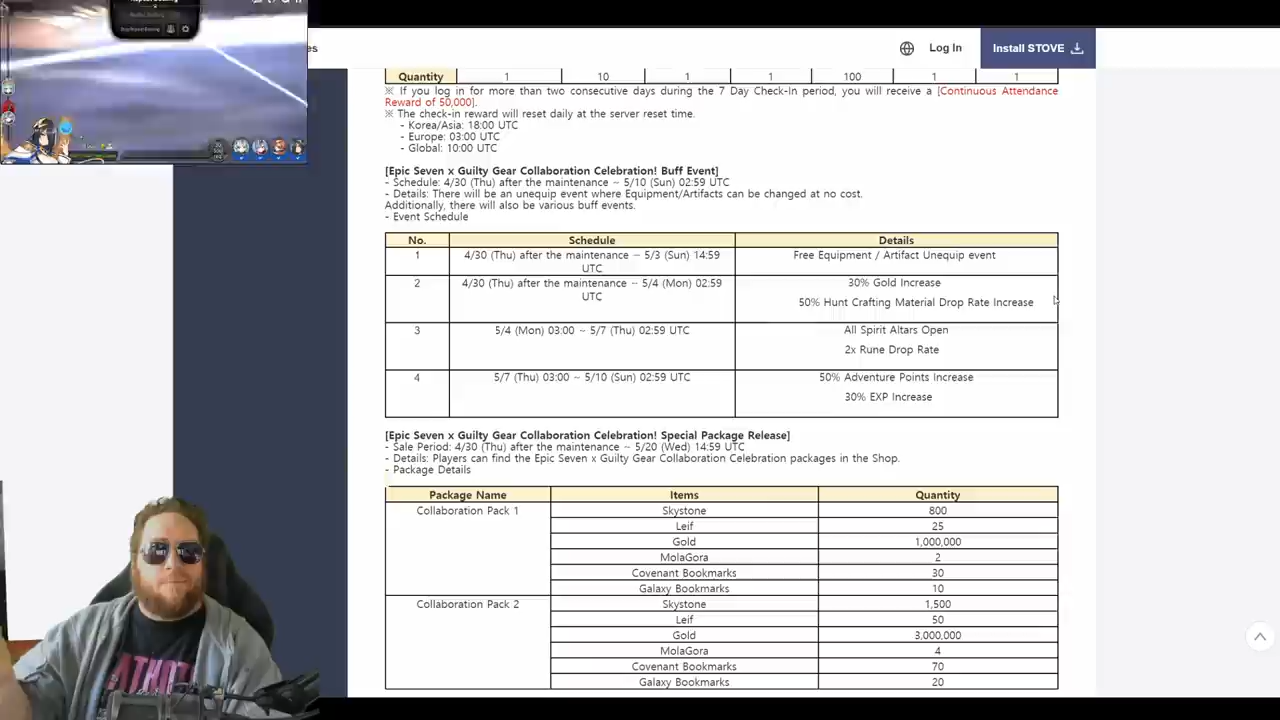 es
Log In
Install STOVE
Quantity 1 10 1 1 100 1 1
※ If you log in for more than two consecutive days during the 7 Day Check-In period, you will receive a [Continuous Attendance
Reward of 50,000].
※ The check-in reward will reset daily at the server reset time.
- Korea/Asia: 18:00 UTC
- Europe: 03:00 UTC
- Global: 10:00 UTC
[Epic Seven x Guilty Gear Collaboration Celebration! Buff Event]
- Schedule: 4/30 (Thu) after the maintenance ~ 5/10 (Sun) 02:59 UTC
- Details: There will be an unequip event where Equipment/Artifacts can be changed at no cost.
Additionally, there will also be various buff events.
- Event Schedule
No. Schedule Details
1 4/30 (Thu) after the maintenance ~ 5/3 (Sun) 14:59 Free Equipment / Artifact Unequip event
UTC
2 4/30 (Thu) after the maintenance ~ 5/4 (Mon) 02:59 30% Gold Increase
UTC 50% Hunt Crafting Material Drop Rate Increase
3 5/4 (Mon) 03:00 ~ 5/7 (Thu) 02:59 UTC All Spirit Altars Open
2x Rune Drop Rate
4 5/7 (Thu) 03:00 ~ 5/10 (Sun) 02:59 UTC 50% Adventure Points Increase
30% EXP Increase
[Epic Seven x Guilty Gear Collaboration Celebration! Special Package Release]
- Sale Period: 4/30 (Thu) after the maintenance ~ 5/20 (Wed) 14:59 UTC
- Details: Players can find the Epic Seven x Guilty Gear Collaboration Celebration packages in the Shop.
- Package Details
Package Name Items Quantity
Collaboration Pack 1 Skystone 800
Leif 25
Gold 1,000,000
MolaGora 2
Covenant Bookmarks 30
Galaxy Bookmarks 10
Collaboration Pack 2 Skystone 1,500
Leif 50
Gold 3,000,000
MolaGora 4
Covenant Bookmarks 70
Galaxy Bookmarks 20